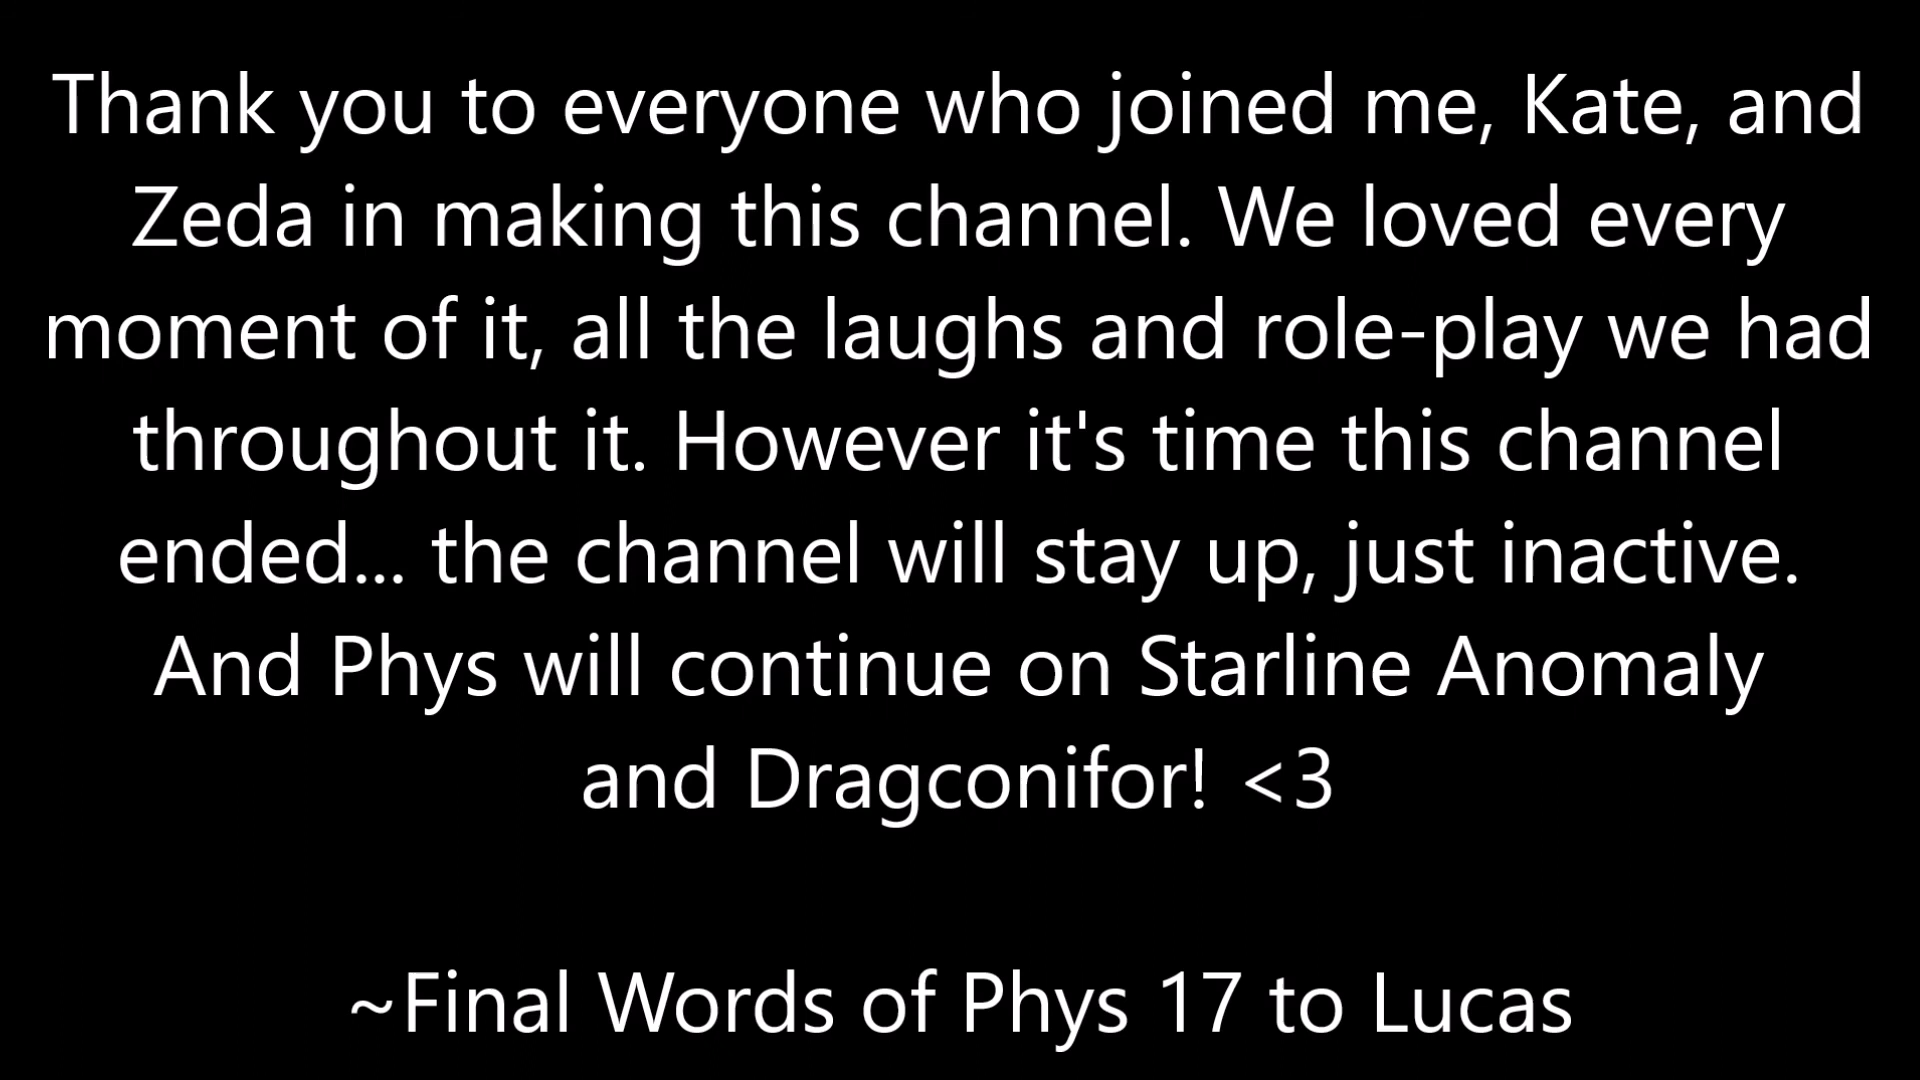 Thank you to everyone who joined me, Kate, and
Zeda in making this channel. We loved every
moment of it, all the laughs and role-play we had
throughout it. However it's time this channel
ended... the channel will stay up, just inactive.
And Phys will continue on Starline Anomaly
and Dragconifor! <3
~Final Words of Phys 17 to Lucas